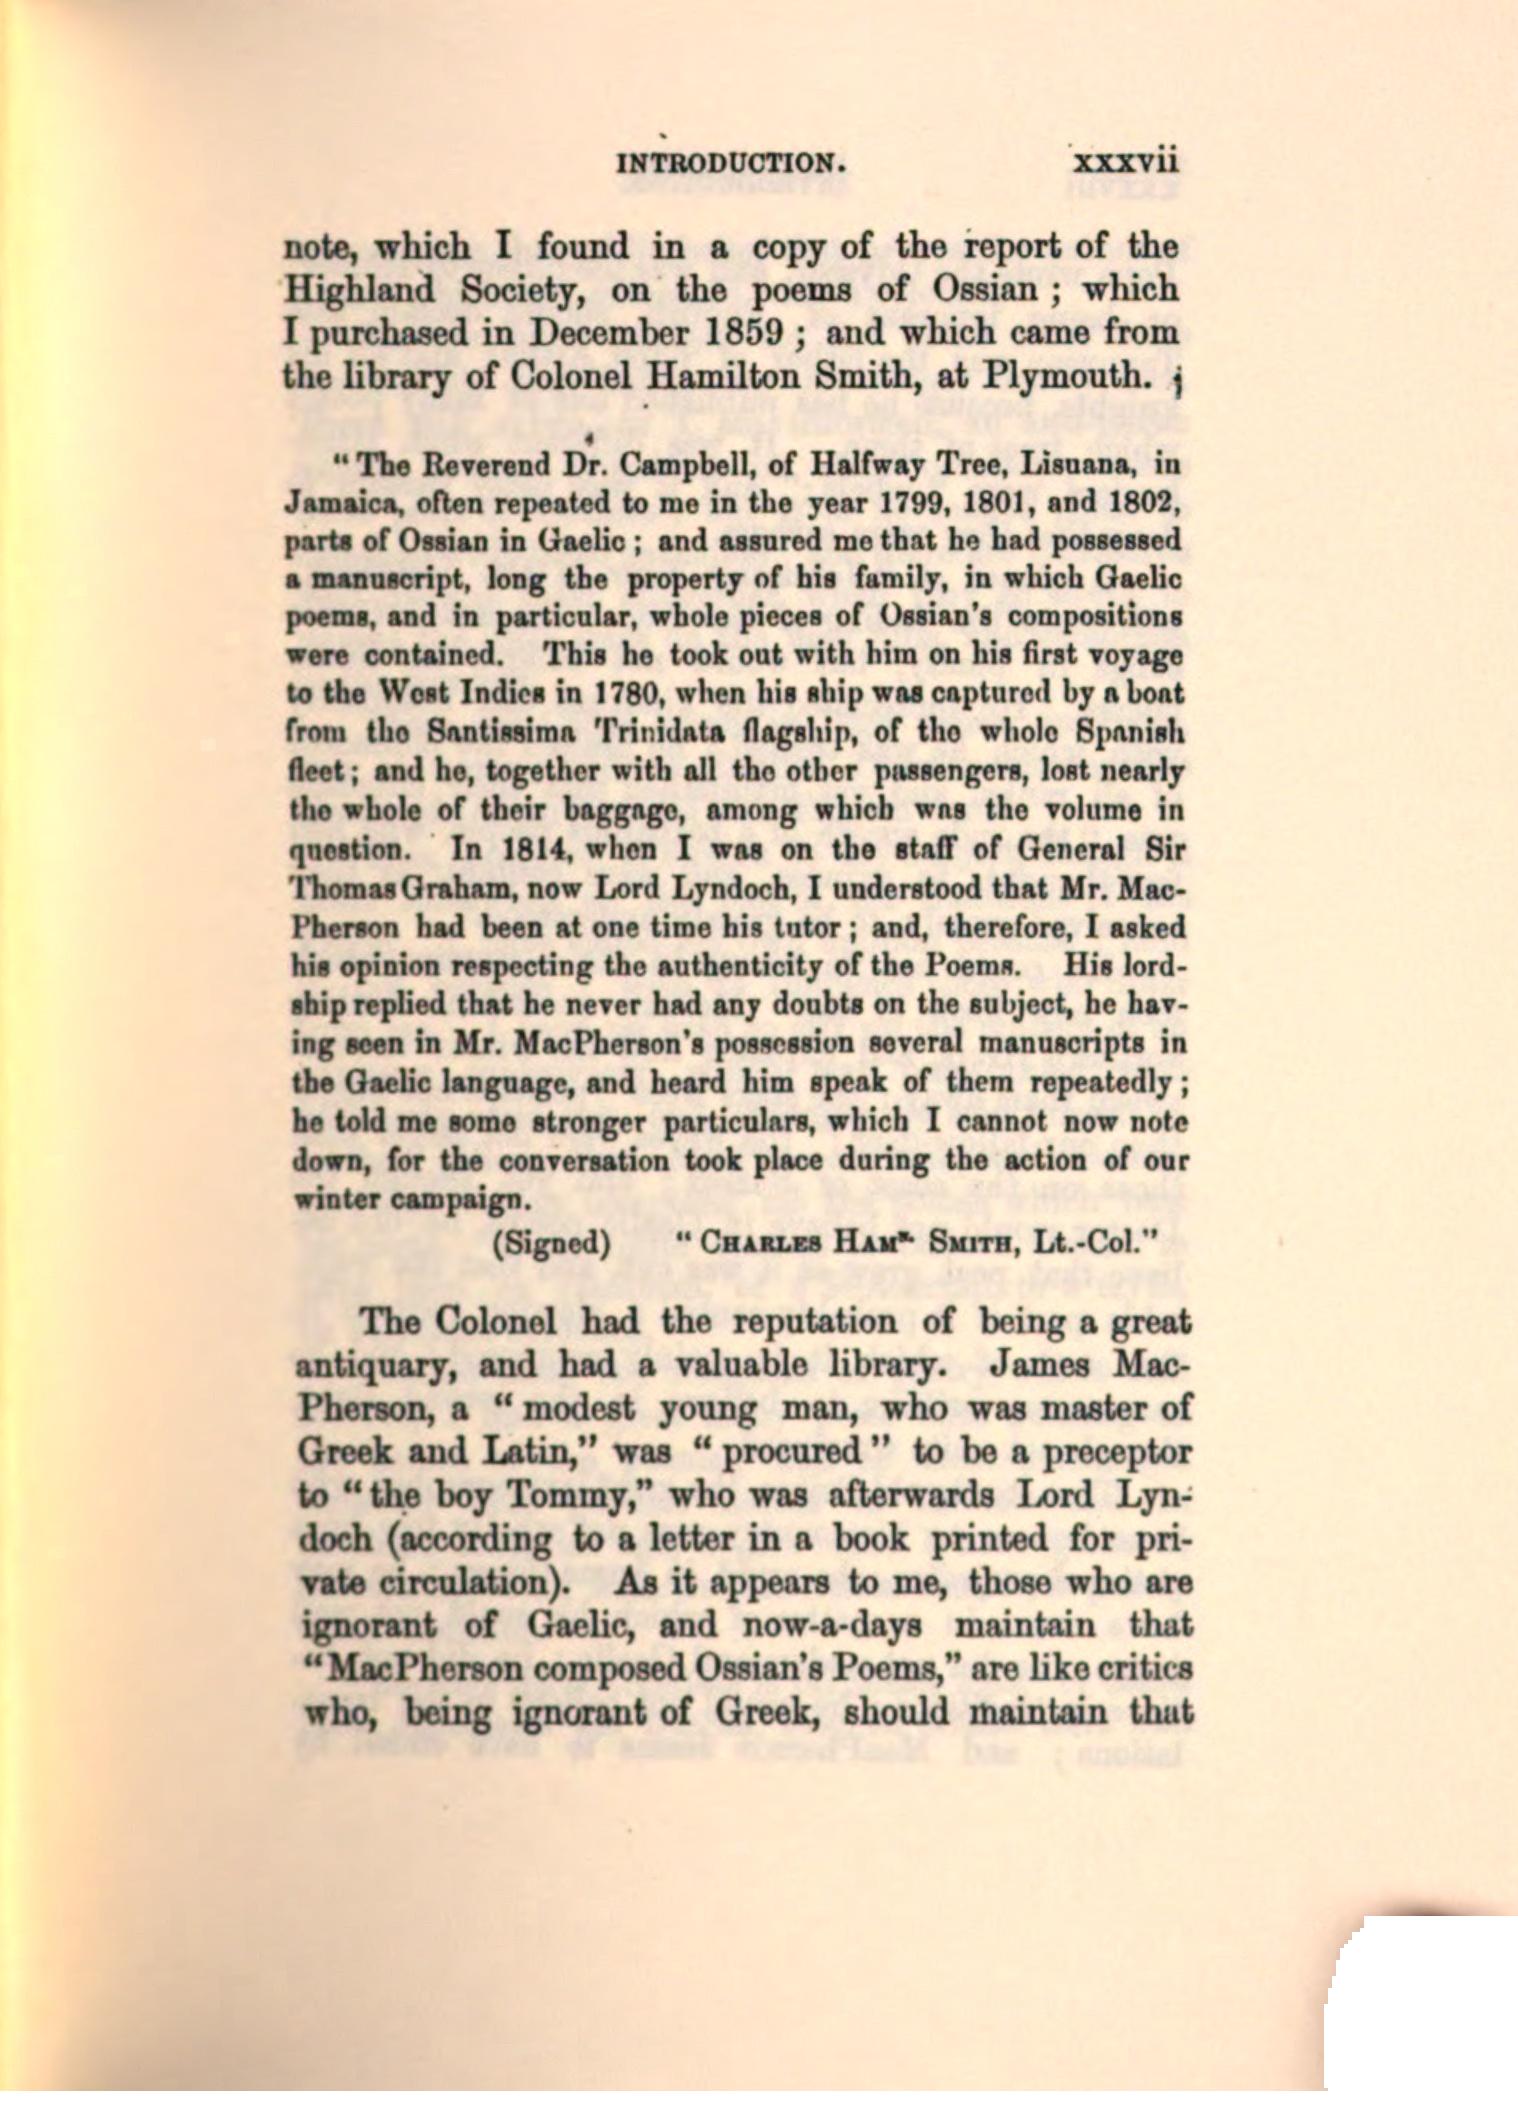 INTRODUCTION. xxxvii
note, which I found in a copy of the report of the
Highland Society, on the poems of Ossian ; which
I purchased in December 1859 ; and which came from
the library of Colonel Hamilton Smith, at Plymouth.
“ The Reverend Dr. Campbell, of Halfway Tree, Lisuana, in
Jamaica, often repeated to me in the year 1799, 1801, and 1802,
parts of Ossian in Gaelic ; and assured me that he had possessed
a manuscript, long the property of his family, in which Gaelic
poems, and in particular, whole pieces of Ossian's compositions
were contained. This he took out with him on his first voyage
to the West Indies in 1780, when his ship was captured by a boat
from the Santissima Trinidata flagship, of the whole Spanish
fleet ; and he, together with all the other passengers, lost nearly
the whole of their baggage, among which was the volume in
question. In 1814, when I was on the staff of General Sir
Thomas Graham, now Lord Lyndoch, I understood that Mr. Mac-
Pherson had been at one time his tutor ; and, therefore, I asked
his opinion respecting the authenticity of the Poems. His lord-
ship replied that he never had any doubts on the subject, he hav-
ing seen in Mr. MacPherson's possession several manuscripts in
the Gaelic language, and heard him speak of them repeatedly ;
he told me some stronger particulars, which I cannot now note
down, for the conversation took place during the action of our
winter campaign.
(Signed) “ CHARLES HAMN. SMITH, Lt.-Col.”
The Colonel had the reputation of being a great
antiquary, and had a valuable library. James Mac-
Pherson, a “ modest young man, who was master of
Greek and Latin,” was “ procured ” to be a preceptor
to “ the boy Tommy,” who was afterwards Lord Lyn-
doch (according to a letter in a book printed for pri-
vate circulation). As it appears to me, those who are
ignorant of Gaelic, and now-a-days maintain that
“MacPherson composed Ossian's Poems,” are like critics
who, being ignorant of Greek, should maintain that